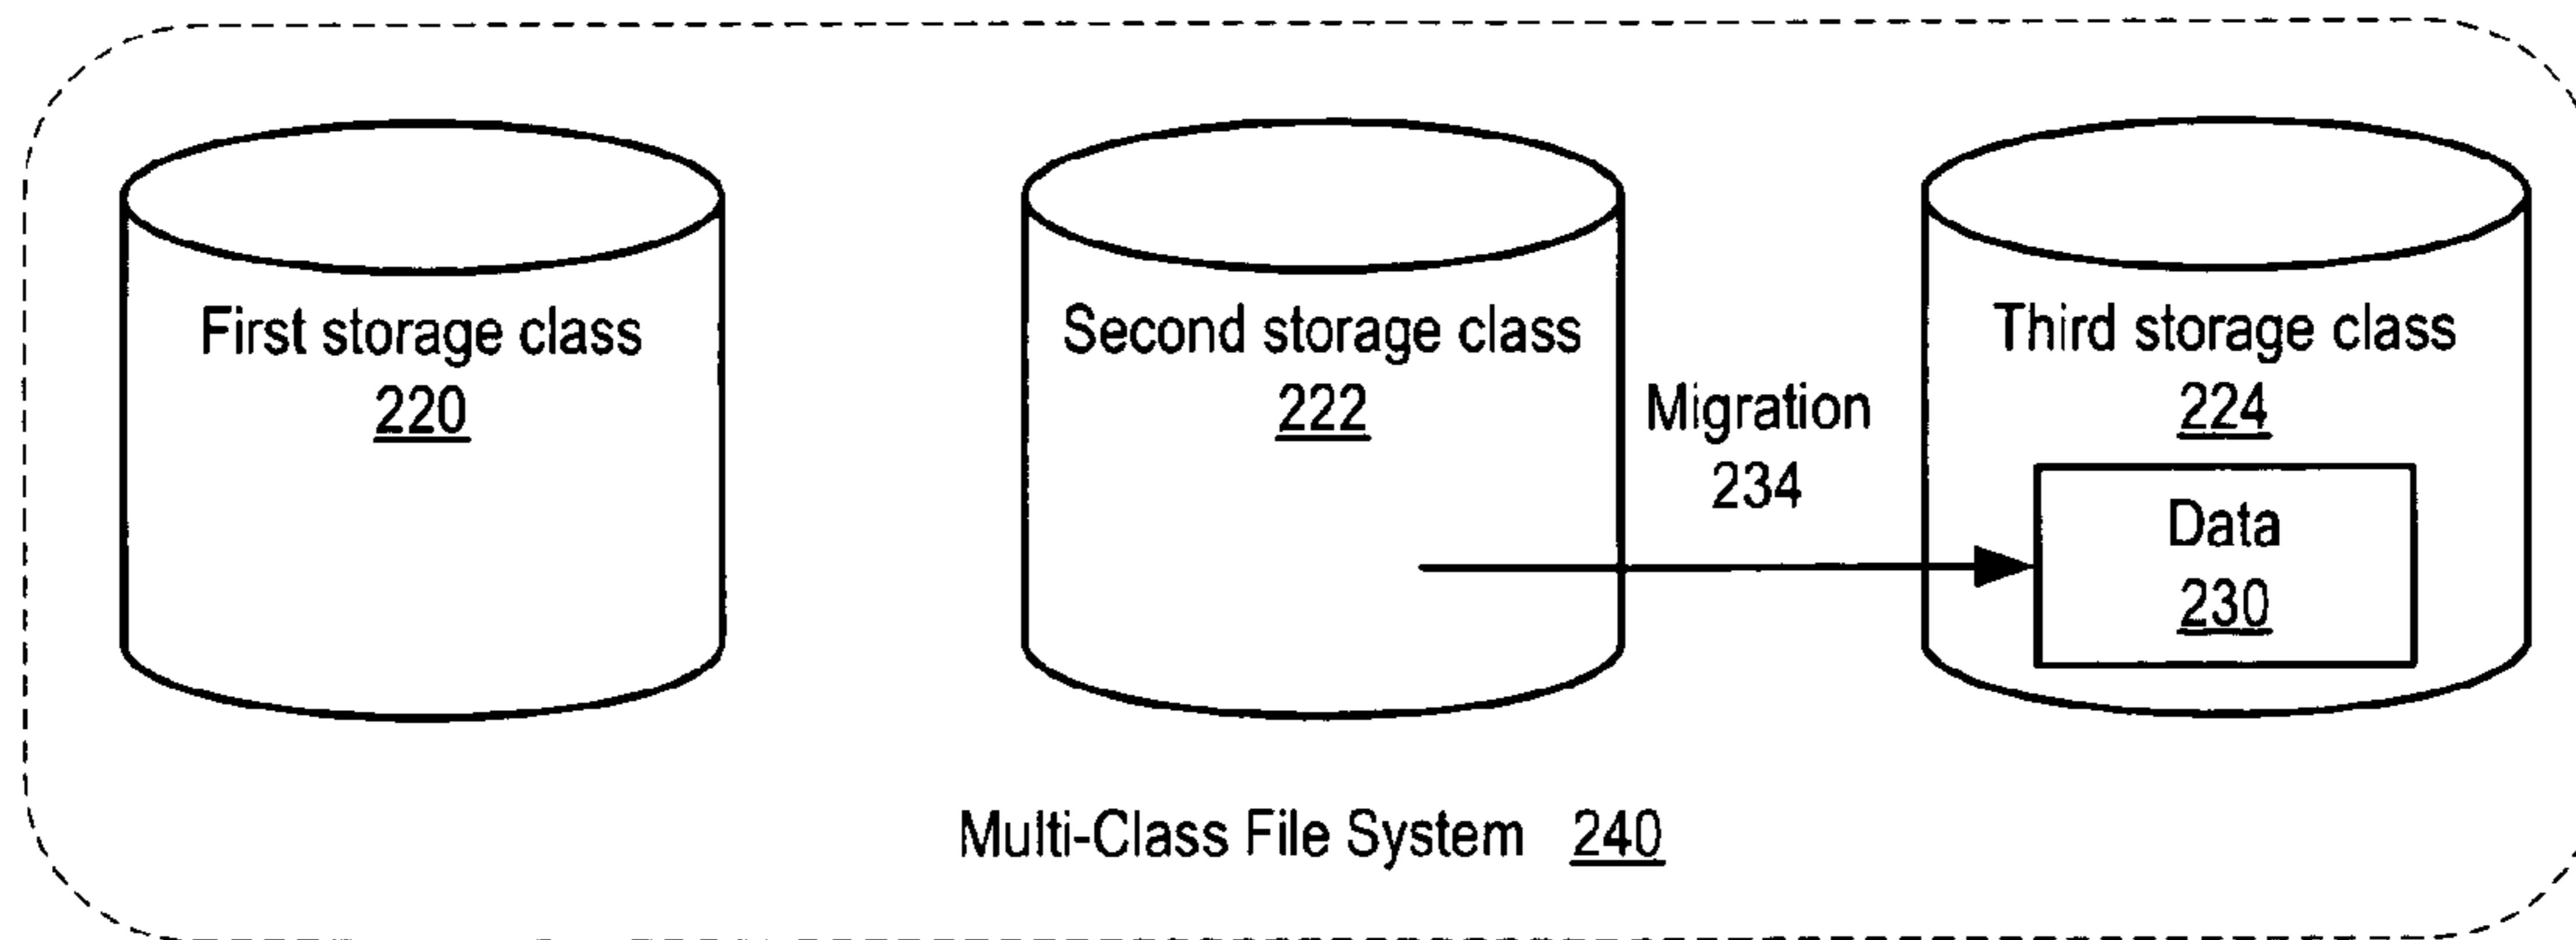 First storage class
220
Second storage class
222
Migration
234
Third storage class
224
Data
230
Multi-Class File System 240